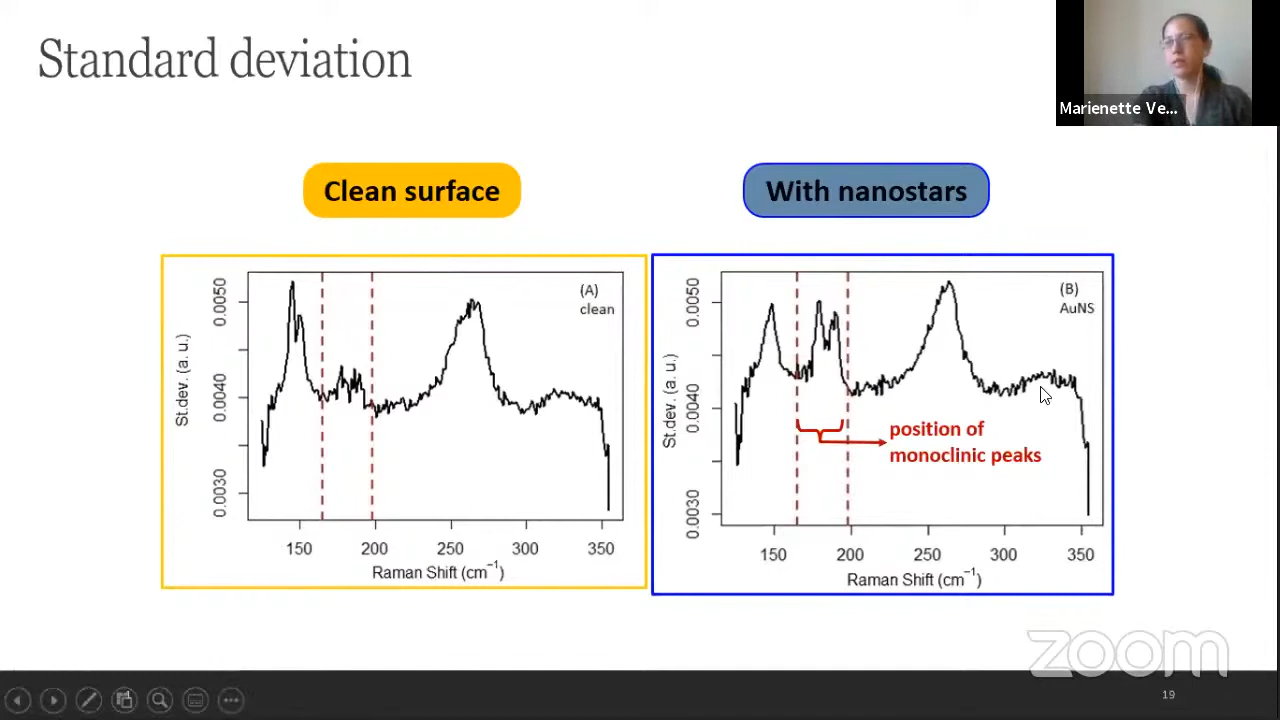 Standard deviation
Marienette Ve...
Clean surface
With nanostars
(A)
clean
St.dev. (a. u.)
0.0050
0.0040
0.0030
150
200
250
300
350
Raman Shift (cm⁻¹)
(B)
AuNS
St.dev. (a. u.)
0.0050
0.0040
0.0030
position of
monoclinic peaks
150
200
250
300
350
Raman Shift (cm⁻¹)
zoom
19